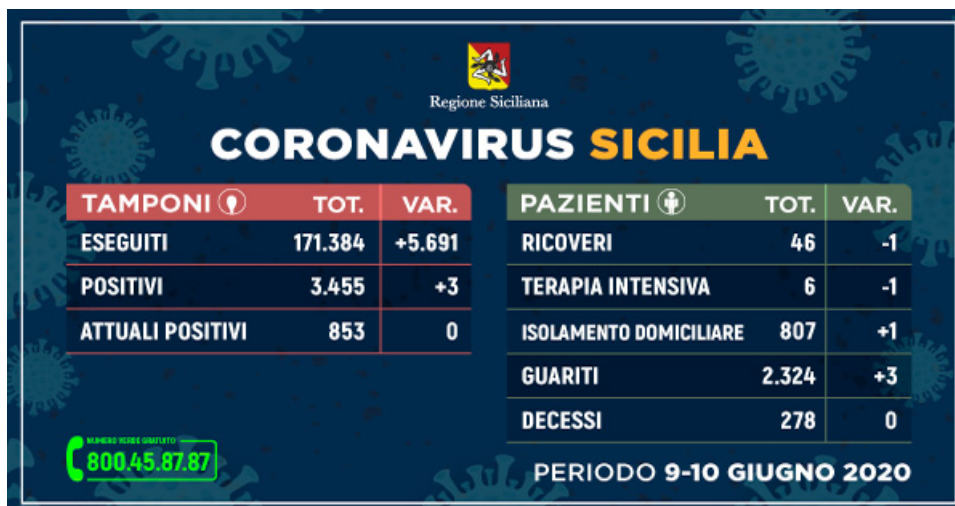 Regione Siciliana
CORONAVIRUS SICILIA
TAMPONI TOT. VAR.
ESEGUITI 171.384 +5.691
POSITIVI 3.455 +3
ATTUALI POSITIVI 853 0
PAZIENTI TOT. VAR.
RICOVERI 46 -1
TERAPIA INTENSIVA 6 -1
ISOLAMENTO DOMICILIARE 807 +1
GUARITI 2.324 +3
DECESSI 278 0
NUMERO VERDE GRATUITO
800.45.87.87
PERIODO 9-10 GIUGNO 2020